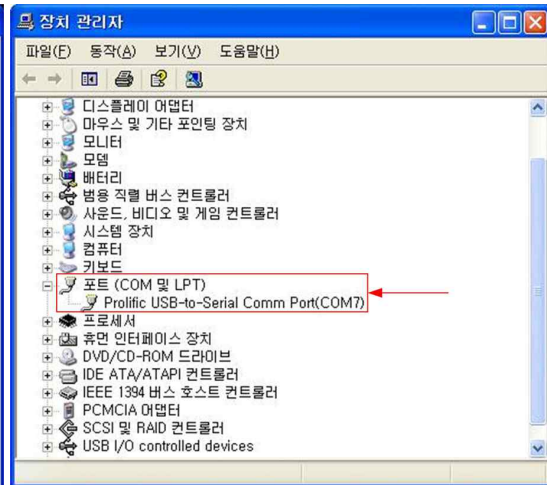 장치 관리자
파일(F) 동작(A) 보기(V) 도움말(H)
디스플레이 어댑터
마우스 및 기타 포인팅 장치
모니터
모뎀
배터리
범용 직렬 버스 컨트롤러
사운드, 비디오 및 게임 컨트롤러
시스템 장치
컴퓨터
키보드
포트 (COM 및 LPT)
Prolific USB-to-Serial Comm Port(COM7)
프로세서
휴먼 인터페이스 장치
DVD/CD-ROM 드라이브
IDE ATA/ATAPI 컨트롤러
IEEE 1394 버스 호스트 컨트롤러
PCMCIA 어댑터
SCSI 및 RAID 컨트롤러
USB I/O controlled devices